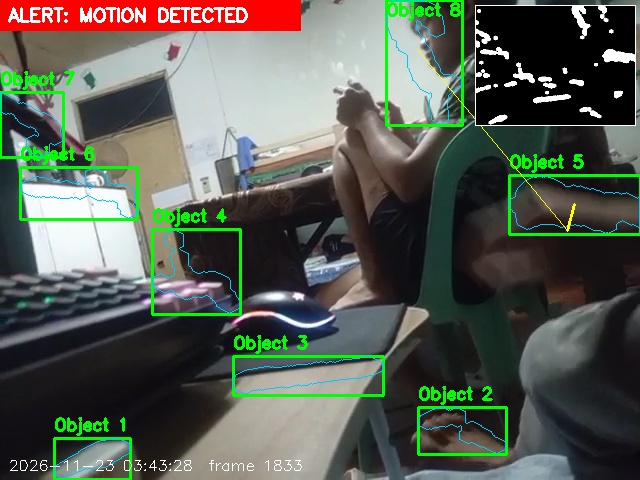 ALERT: MOTION DETECTED
Object 8
Object 7
Object 6
Object 5
Object 4
Object 3
Object 2
Object 1
2026-11-23 03:43:28 frame 1833